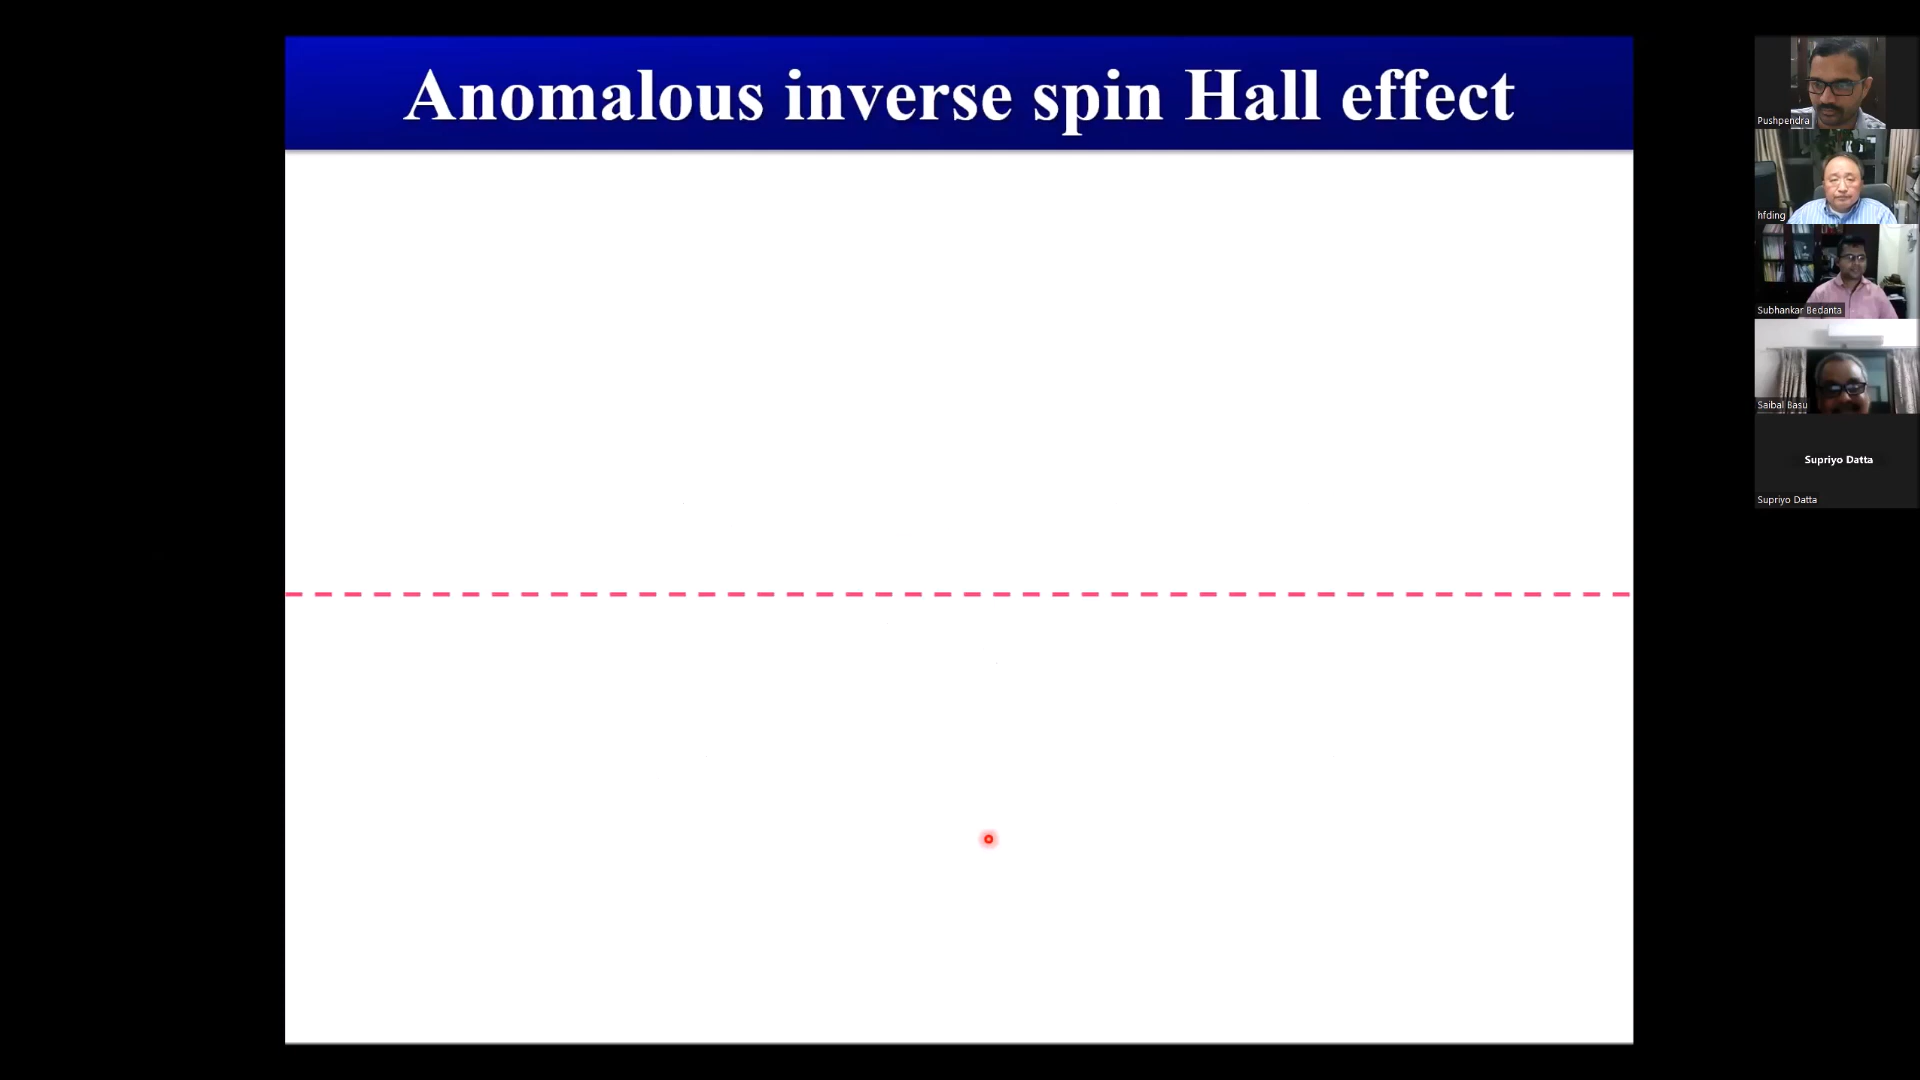 Anomalous inverse spin Hall effect
Pushpendra
hfding
Subhankar Bedanta
Saibal Basu
Supriyo Datta
Supriyo Datta